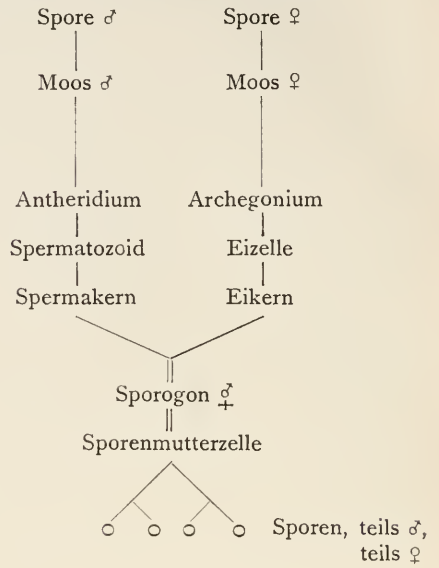 Spore ♂ Spore ♀
Moos ♂ Moos ♀
Antheridium Archegonium
Spermatozoid Eizelle
Spermakern Eikern
Sporogon ⚥
Sporenmutterzelle
Sporen, teils ♂,
teils ♀